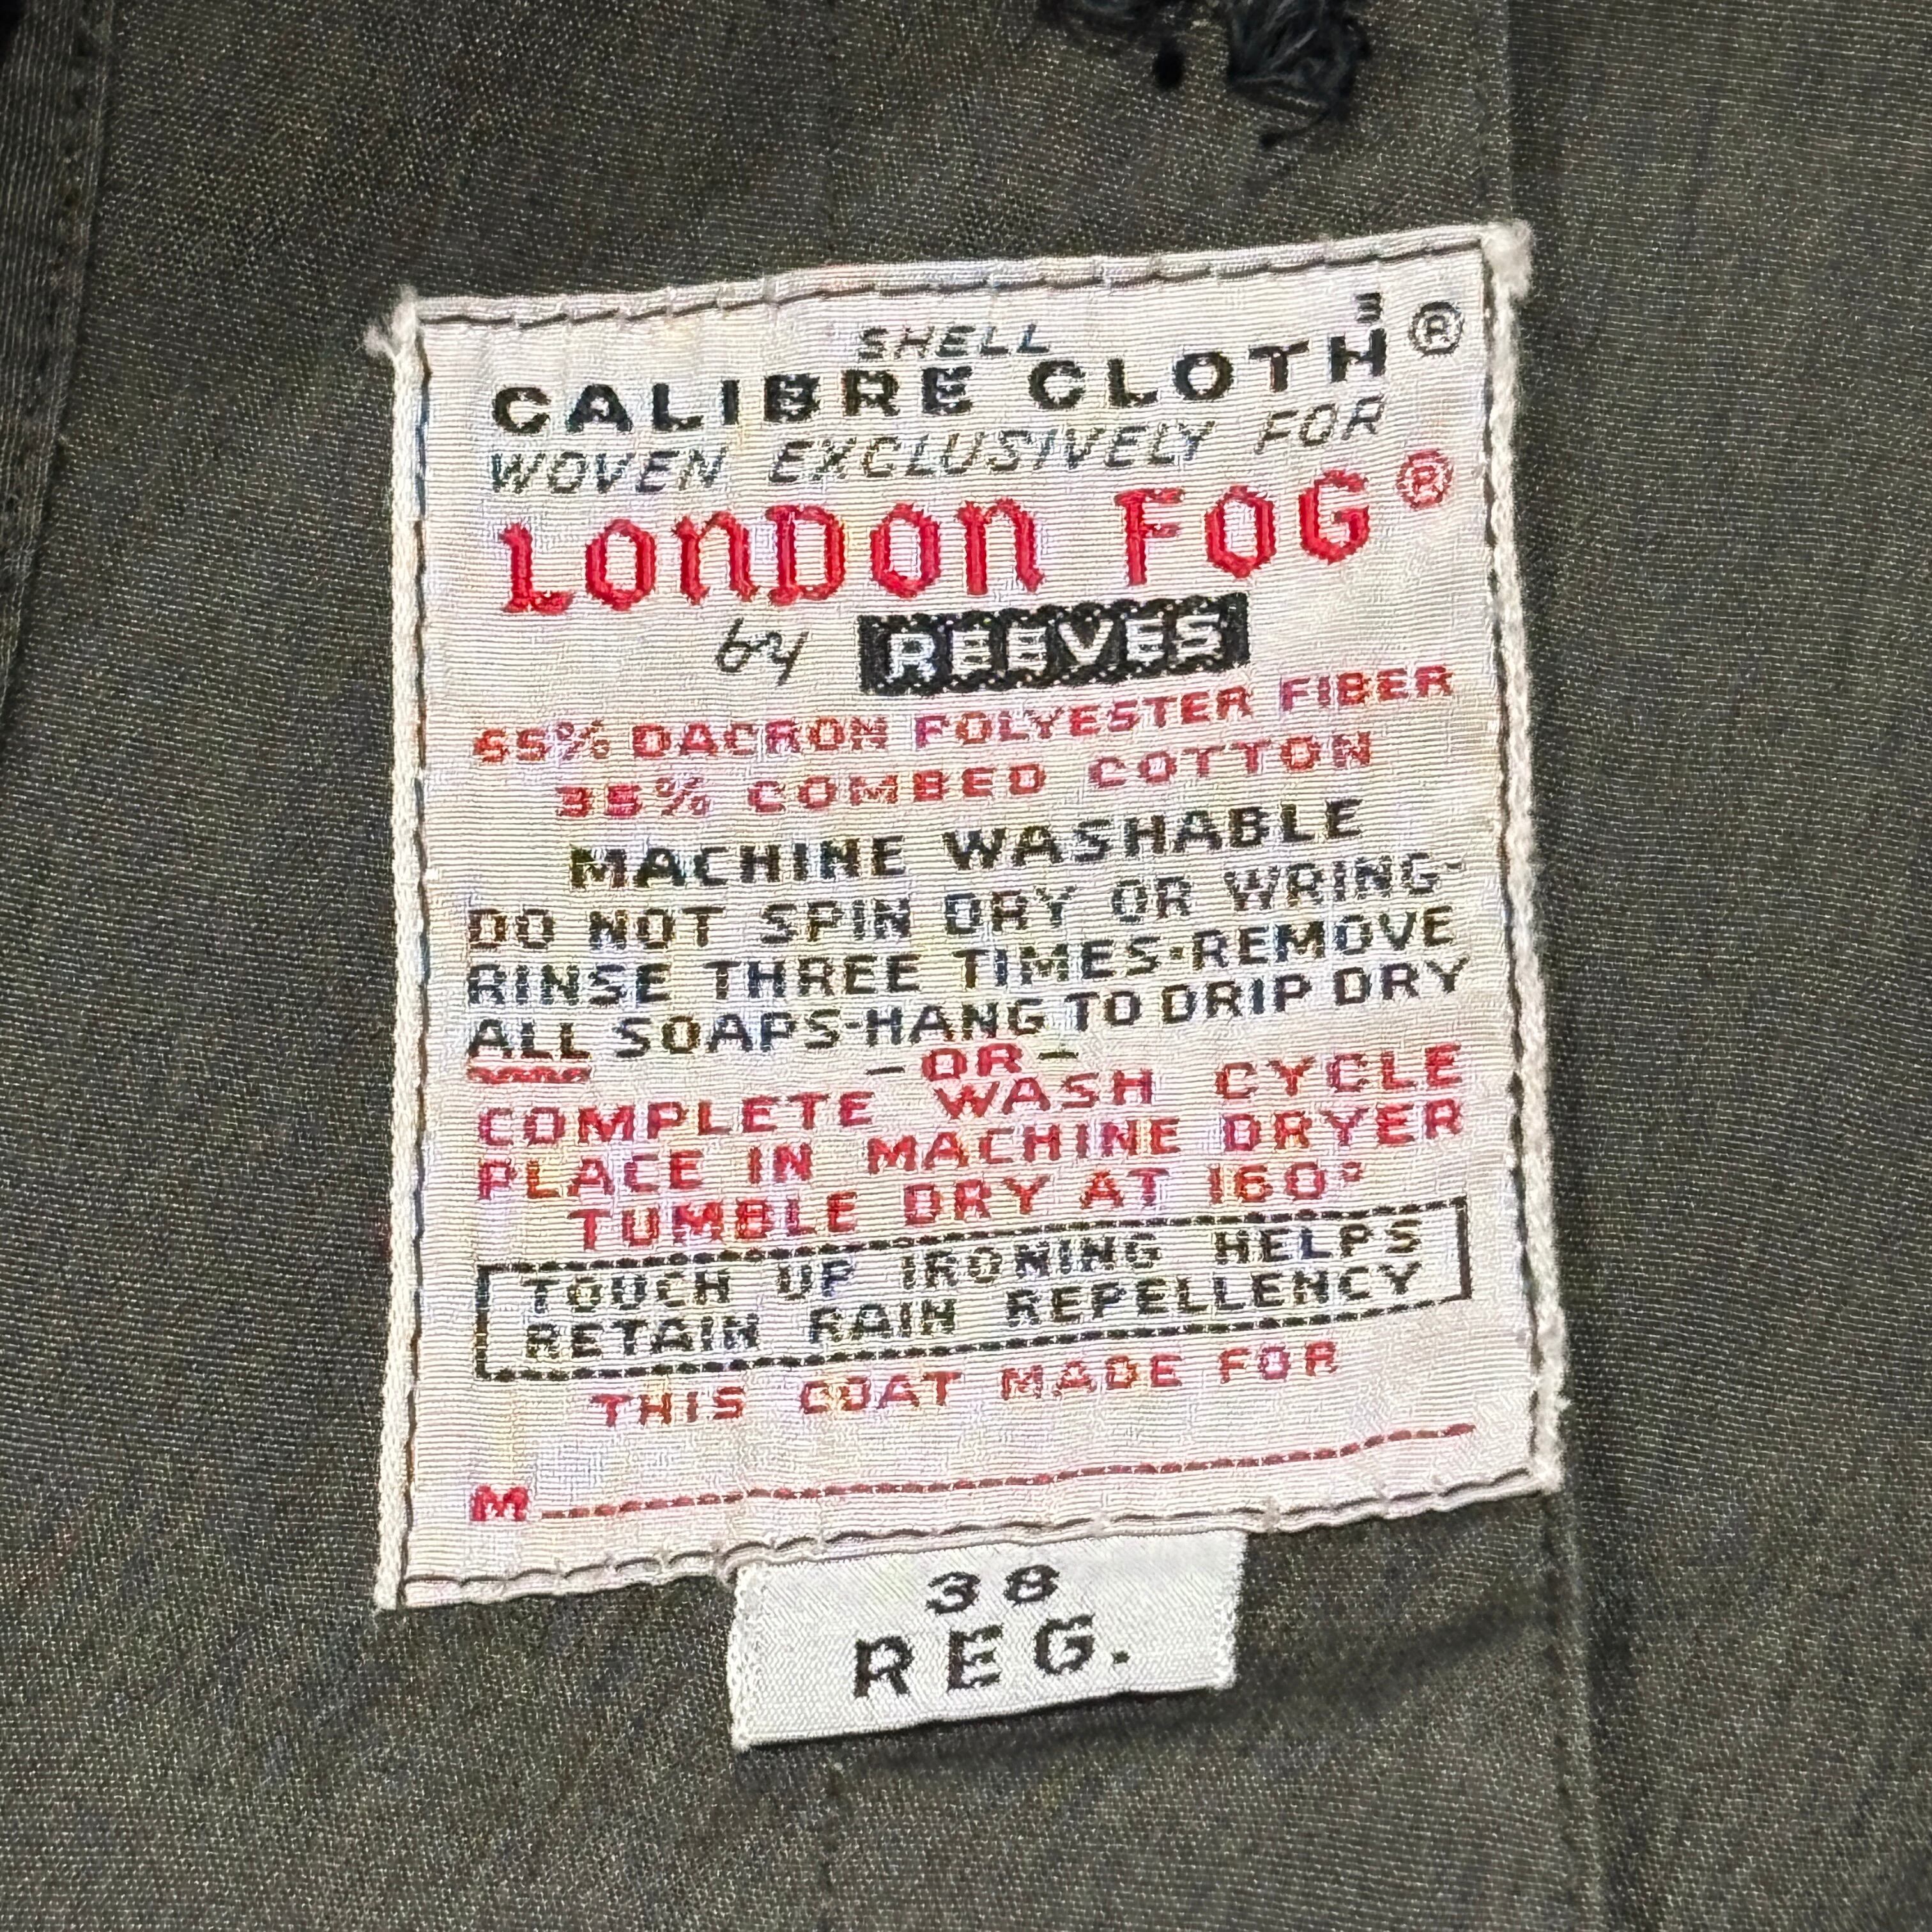 SHELL
CALIBRE CLOTH 3 ®
WOVEN EXCLUSIVELY FOR
LONDON FOG ®
by REEVES
65% DACRON POLYESTER FIBER
35% COMBED COTTON
MACHINE WASHABLE
DO NOT SPIN DRY OR WRING-
RINSE THREE TIMES·REMOVE
ALL SOAPS-HANG TO DRIP DRY
– OR –
COMPLETE WASH CYCLE
PLACE IN MACHINE DRYER
TUMBLE DRY AT 160°
TOUCH UP IRONING HELPS
RETAIN RAIN REPELLENCY
THIS COAT MADE FOR
M
38
REG.